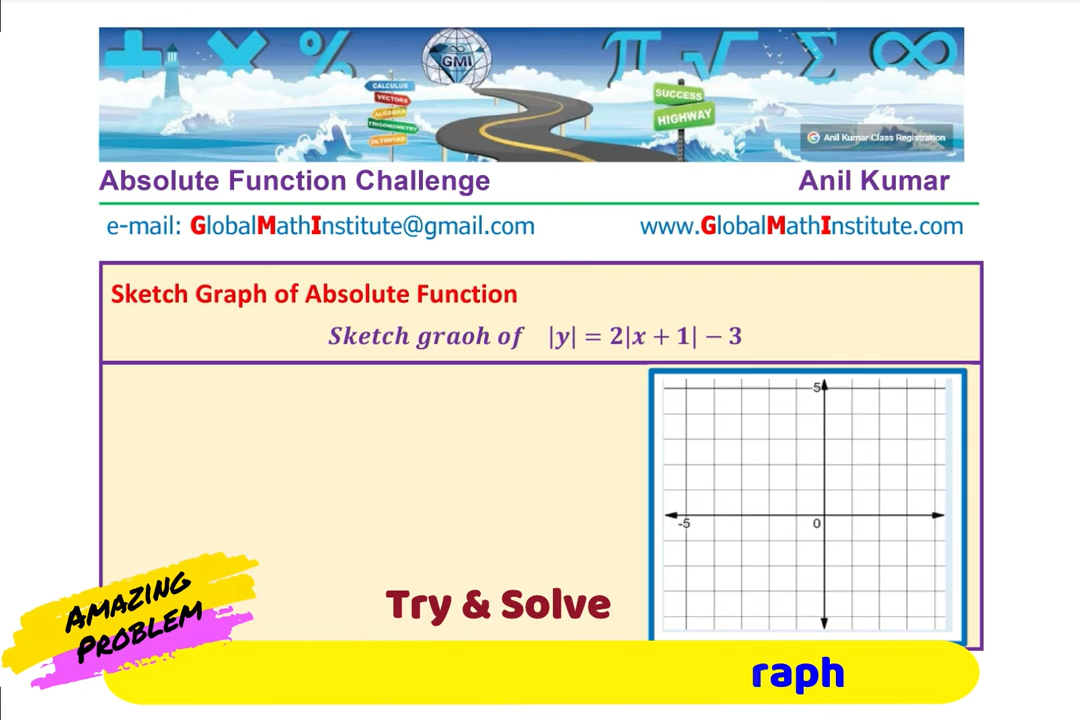 GMI
CALCULUS
VECTORS
ALGEBRA
TRIGONOMETRY
OLYMPIAD
SUCCESS
HIGHWAY
Anil Kumar Class Registration
Absolute Function Challenge Anil Kumar
e-mail: GlobalMathInstitute@gmail.com www.GlobalMathInstitute.com
Sketch Graph of Absolute Function
Sketch graoh of |y| = 2|x + 1| − 3
5
-5 0
AMAZING
PROBLEM
Try & Solve
raph